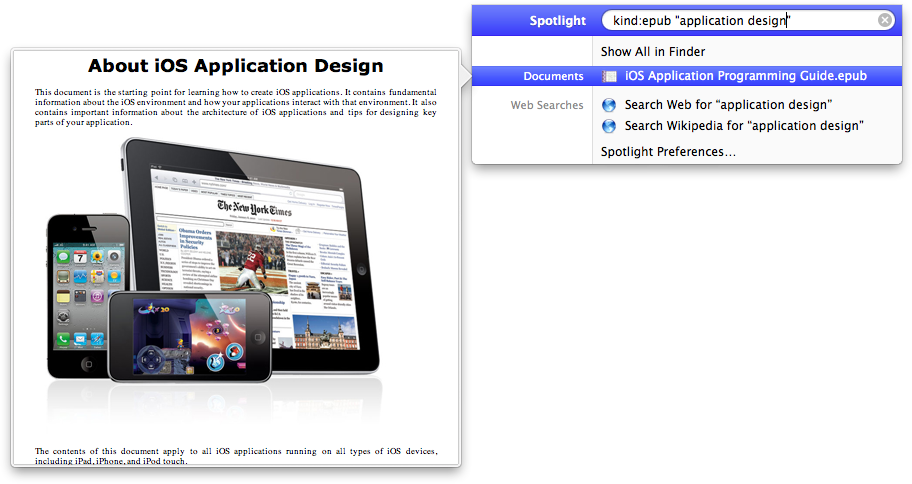 About iOS Application Design
This document is the starting point for learning how to create iOS applications. It contains fundamental
information about the iOS environment and how your applications interact with that environment. It also
contains important information about the architecture of iOS applications and tips for designing key
parts of your application.
The New York Times
Obama Orders
Improvements in
Security Policies
20
The contents of this document apply to all iOS applications running on all types of iOS devices,
including iPad, iPhone, and iPod touch.
Spotlight kind:epub "application design"
Show All in Finder
Documents iOS Application Programming Guide.epub
Web Searches Search Web for “application design”
Search Wikipedia for “application design”
Spotlight Preferences…